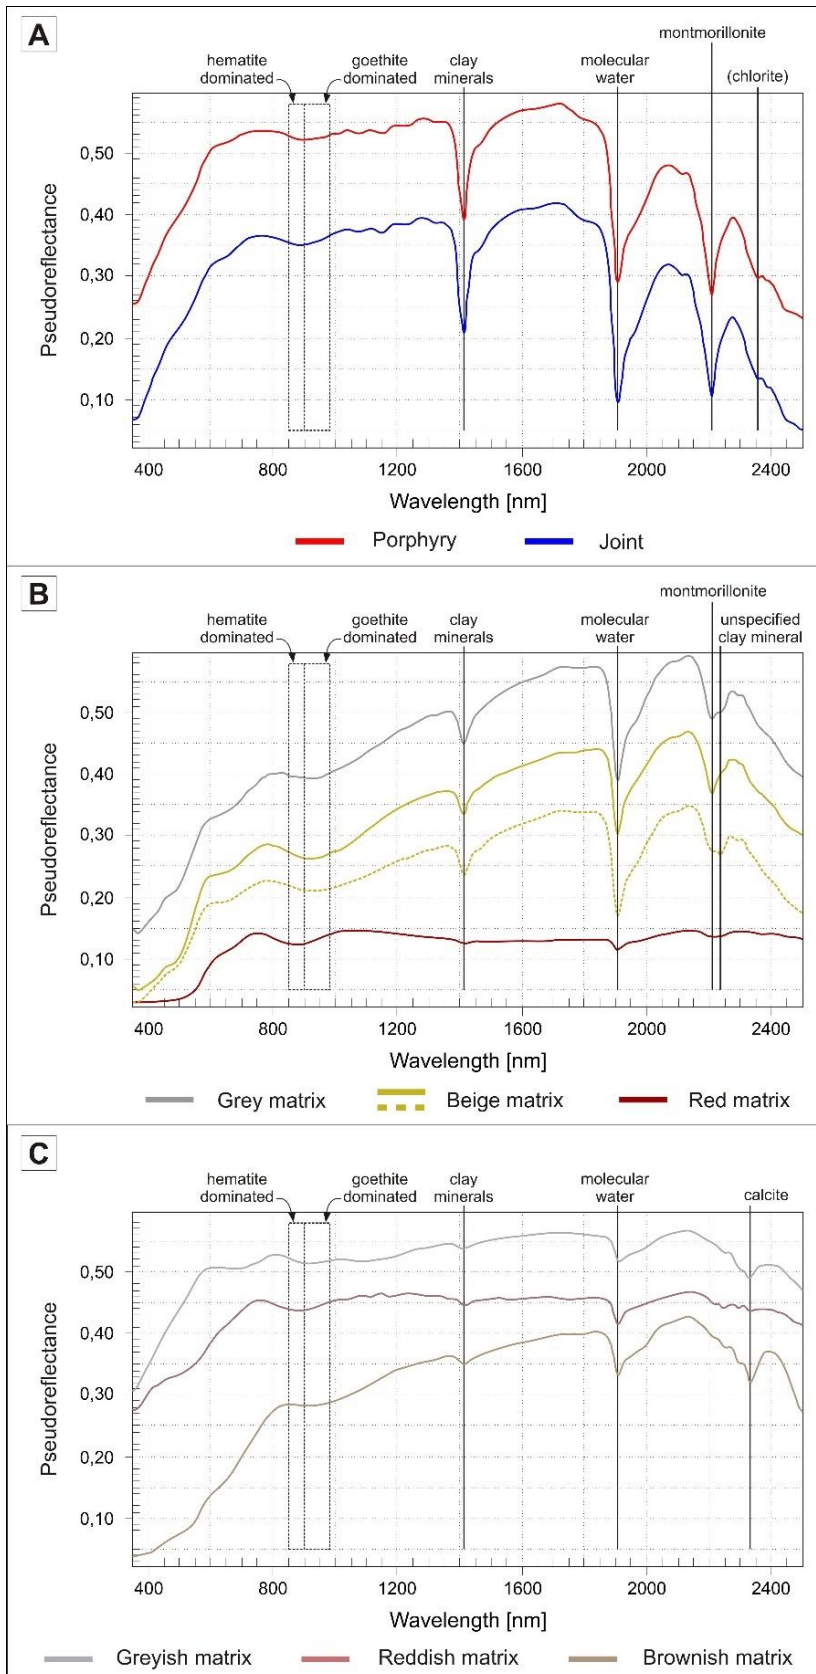 A
montmorillonite
hematite goethite clay molecular
dominated dominated minerals water (chlorite)
0,50
0,40
0,30
0,20
0,10
Pseudoreflectance
400 800 1200 1600 2000 2400
Wavelength [nm]
Porphyry Joint
B
montmorillonite
hematite goethite clay molecular unspecified
dominated dominated minerals water clay mineral
0,50
0,40
0,30
0,20
0,10
Pseudoreflectance
400 800 1200 1600 2000 2400
Wavelength [nm]
Grey matrix Beige matrix Red matrix
C
hematite goethite clay molecular
dominated dominated minerals water calcite
0,50
0,40
0,30
0,20
0,10
Pseudoreflectance
400 800 1200 1600 2000 2400
Wavelength [nm]
Greyish matrix Reddish matrix Brownish matrix